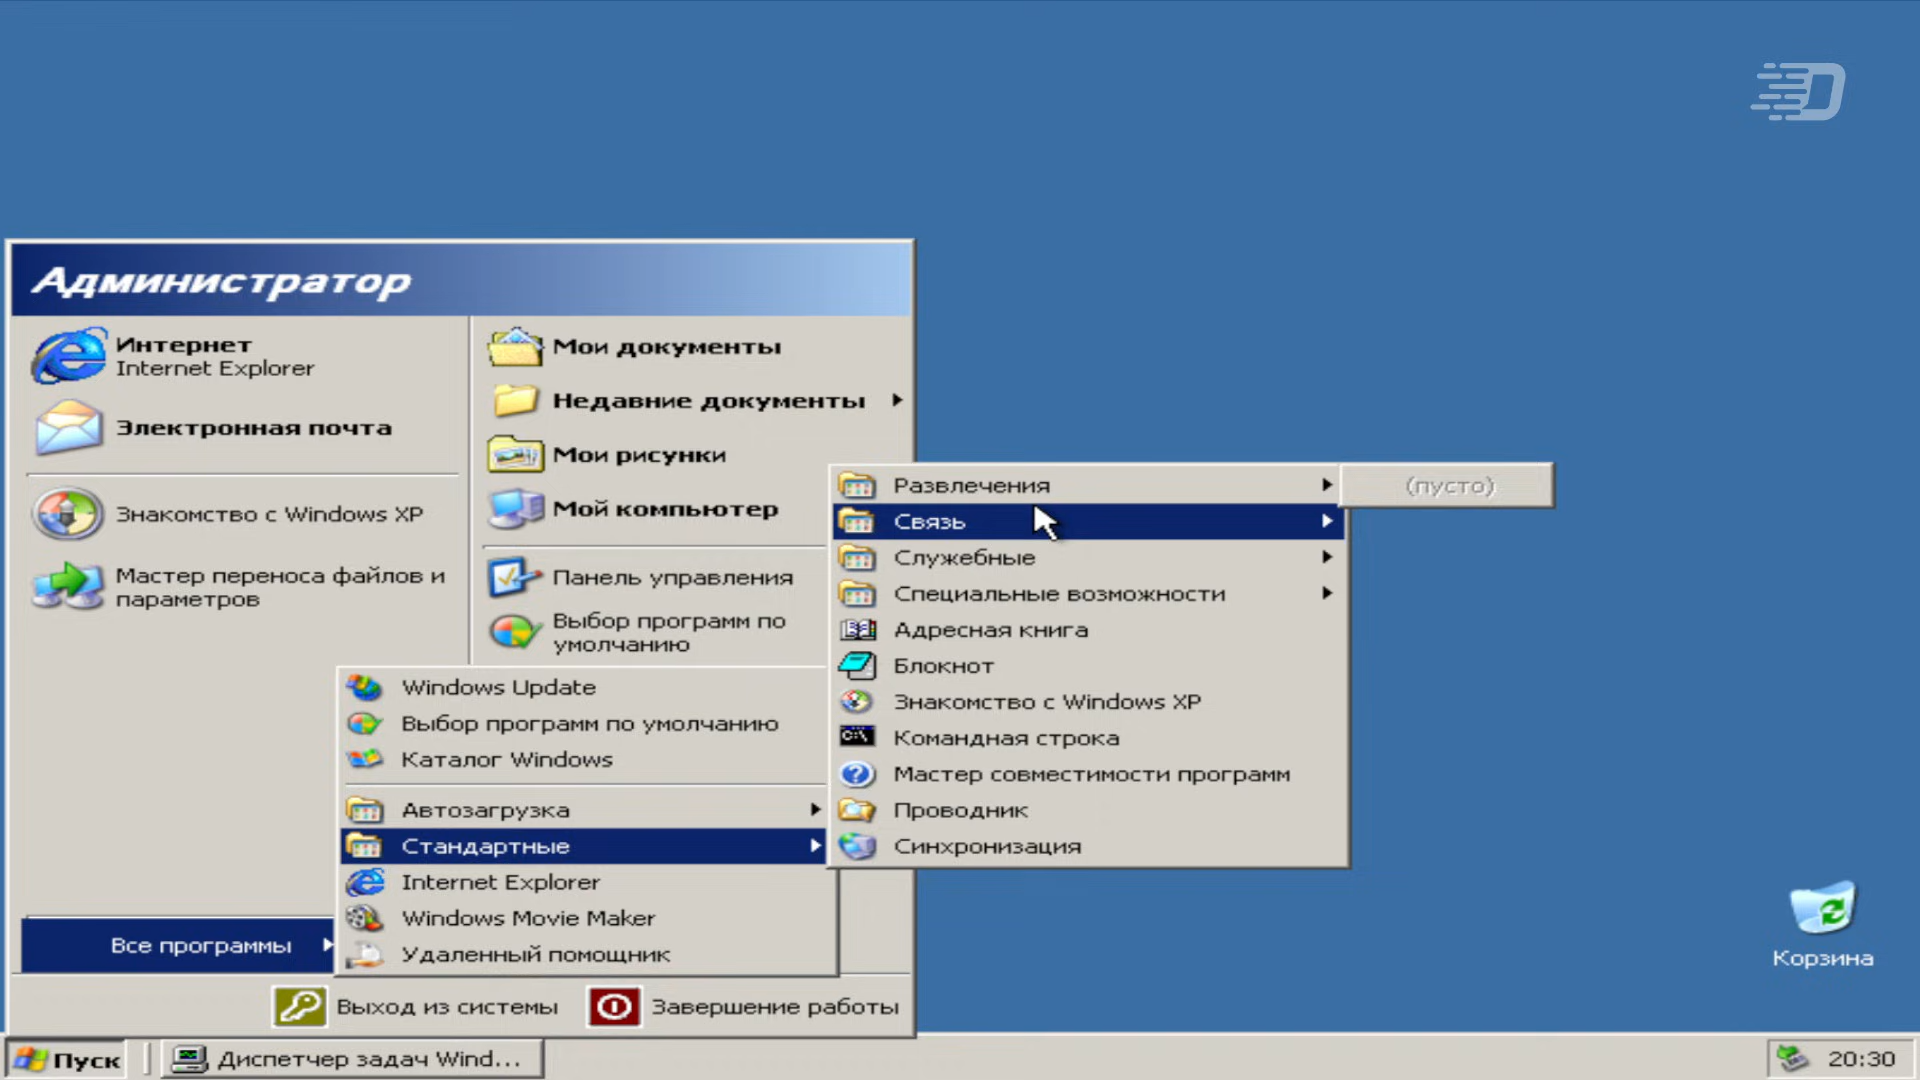 Администратор
Интернет
Internet Explorer
Электронная почта
Знакомство с Windows XP
Мастер переноса файлов и
параметров
Мои документы
Недавние документы
Мои рисунки
Мой компьютер
Панель управления
Выбор программ по
умолчанию
Windows Update
Выбор программ по умолчанию
Каталог Windows
Автозагрузка
Стандартные
Internet Explorer
Windows Movie Maker
Удаленный помощник
Развлечения
Связь
Служебные
Специальные возможности
Адресная книга
Блокнот
Знакомство с Windows XP
Командная строка
Мастер совместимости программ
Проводник
Синхронизация
(пусто)
Все программы
Выход из системы
Завершение работы
Корзина
Пуск
Диспетчер задач Wind...
20:30
D